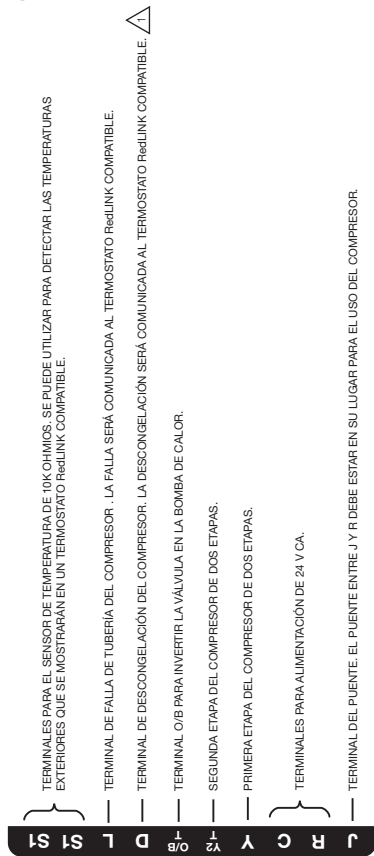 S1
S1
TERMINALES PARA EL SENSOR DE TEMPERATURA DE 10K OHMIOS. SE PUEDE UTILIZAR PARA DETECTAR LAS TEMPERATURAS
EXTERIORES QUE SE MOSTRARÁN EN UN TERMOSTATO RedLINK COMPATIBLE.
L
TERMINAL DE FALLA DE TUBERÍA DEL COMPRESOR . LA FALLA SERÁ COMUNICADA AL TERMOSTATO RedLINK COMPATIBLE.
D
TERMINAL DE DESCONGELACIÓN DEL COMPRESOR. LA DESCONGELACIÓN SERÁ COMUNICADA AL TERMOSTATO RedLINK COMPATIBLE. 1
O/B
T
TERMINAL O/B PARA INVERTIR LA VÁLVULA EN LA BOMBA DE CALOR.
Y2
T
SEGUNDA ETAPA DEL COMPRESOR DE DOS ETAPAS.
Y
PRIMERA ETAPA DEL COMPRESOR DE DOS ETAPAS.
C
R
TERMINALES PARA ALIMENTACIÓN DE 24 V CA.
J
TERMINAL DEL PUENTE. EL PUENTE ENTRE J Y R DEBE ESTAR EN SU LUGAR PARA EL USO DEL COMPRESOR.